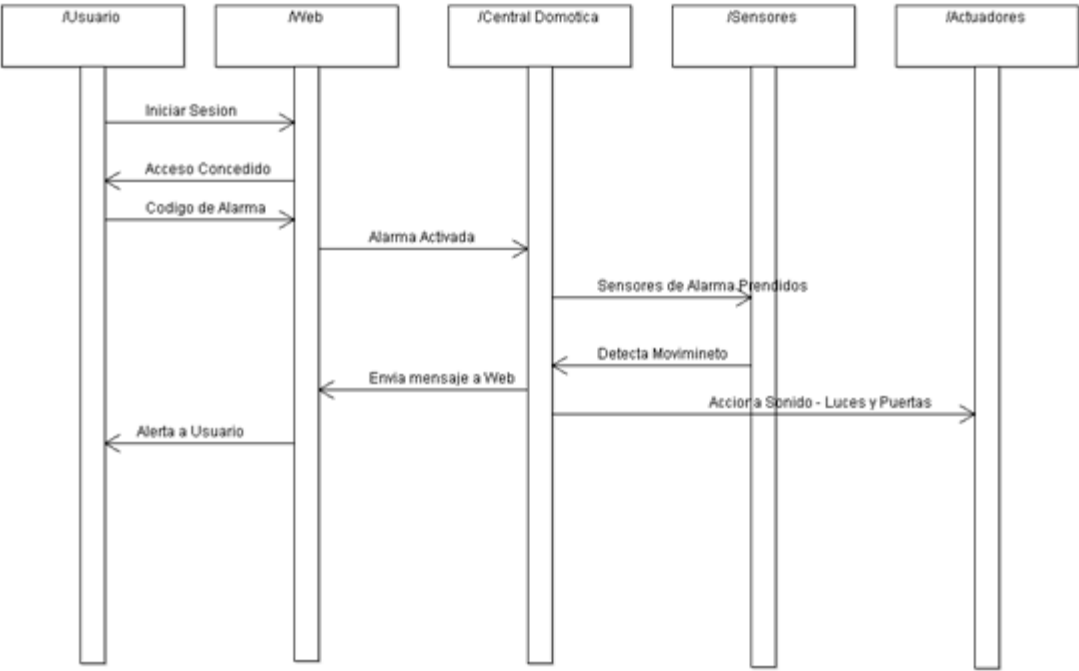 /Usuario
/Web
/Central Domotica
/Sensores
/Actuadores
Iniciar Sesion
Acceso Concedido
Codigo de Alarma
Alarma Activada
Sensores de Alarma Prendidos
Detecta Movimineto
Envia mensaje a Web
Acciona Sonido - Luces y Puertas
Alerta a Usuario